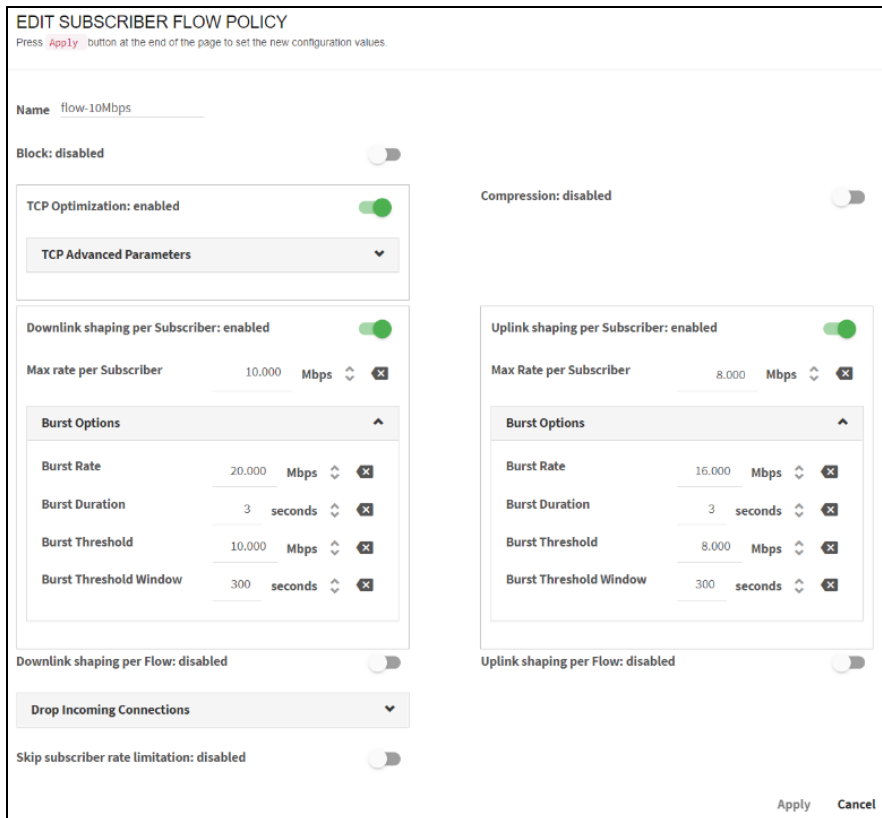 EDIT SUBSCRIBER FLOW POLICY
Press Apply button at the end of the page to set the new configuration values.
Name flow-10Mbps
Block: disabled
TCP Optimization: enabled
Compression: disabled
TCP Advanced Parameters
Downlink shaping per Subscriber: enabled
Max rate per Subscriber 10.000 Mbps
Burst Options
Burst Rate 20.000 Mbps
Burst Duration 3 seconds
Burst Threshold 10.000 Mbps
Burst Threshold Window 300 seconds
Uplink shaping per Subscriber: enabled
Max Rate per Subscriber 8.000 Mbps
Burst Options
Burst Rate 16.000 Mbps
Burst Duration 3 seconds
Burst Threshold 8.000 Mbps
Burst Threshold Window 300 seconds
Downlink shaping per Flow: disabled
Uplink shaping per Flow: disabled
Drop Incoming Connections
Skip subscriber rate limitation: disabled
Apply Cancel